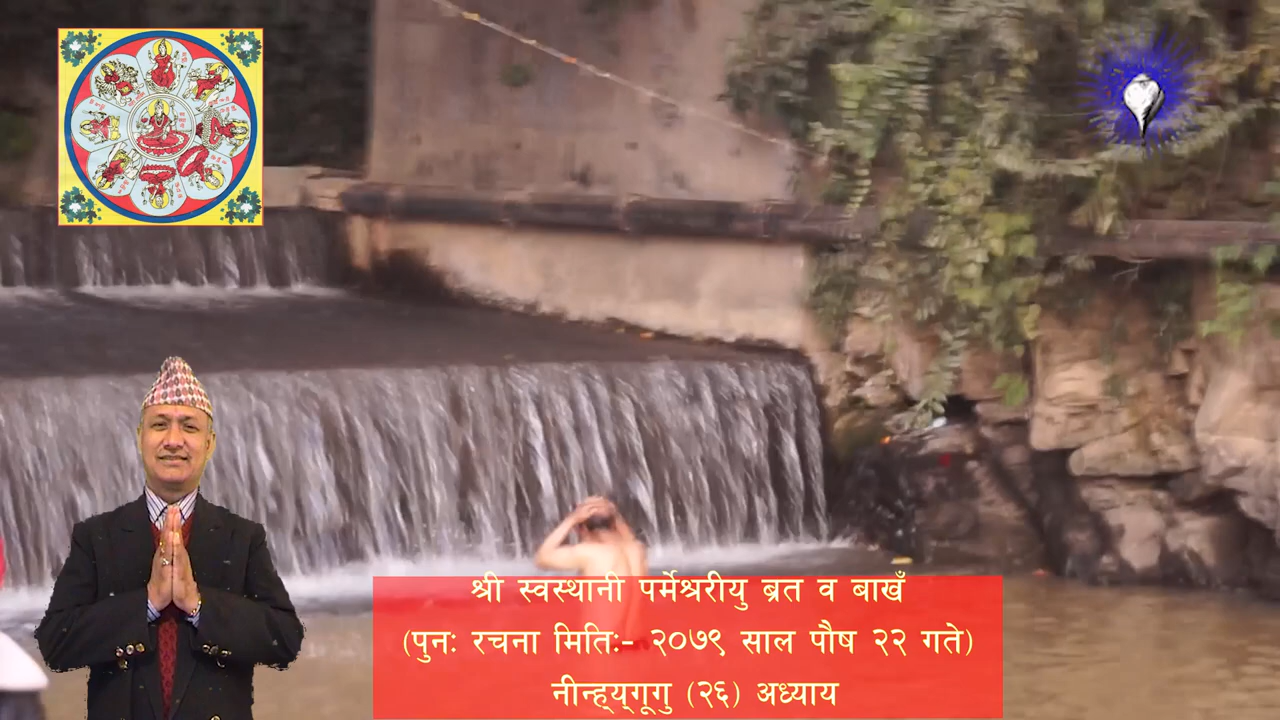 श्री स्वस्थानी पर्मेश्वरीयु ब्रत व बाखँ
(पुनः रचना मितिः- २०७९ साल पौष २२ गते)
नीन्ह्य्गूगु (२६) अध्याय